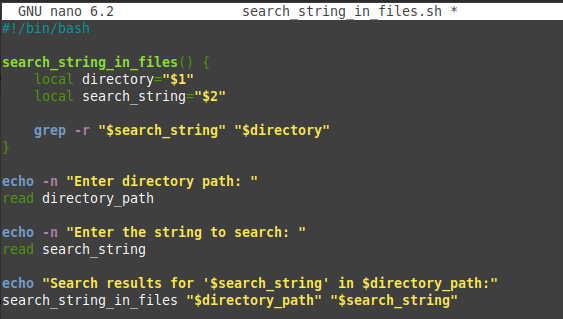 GNU nano 6.2 search_string_in_files.sh *
#!/bin/bash
search_string_in_files() {
local directory="$1"
local search_string="$2"
grep -r "$search_string" "$directory"
}
echo -n "Enter directory path: "
read directory_path
echo -n "Enter the string to search: "
read search_string
echo "Search results for '$search_string' in $directory_path:"
search_string_in_files "$directory_path" "$search_string"